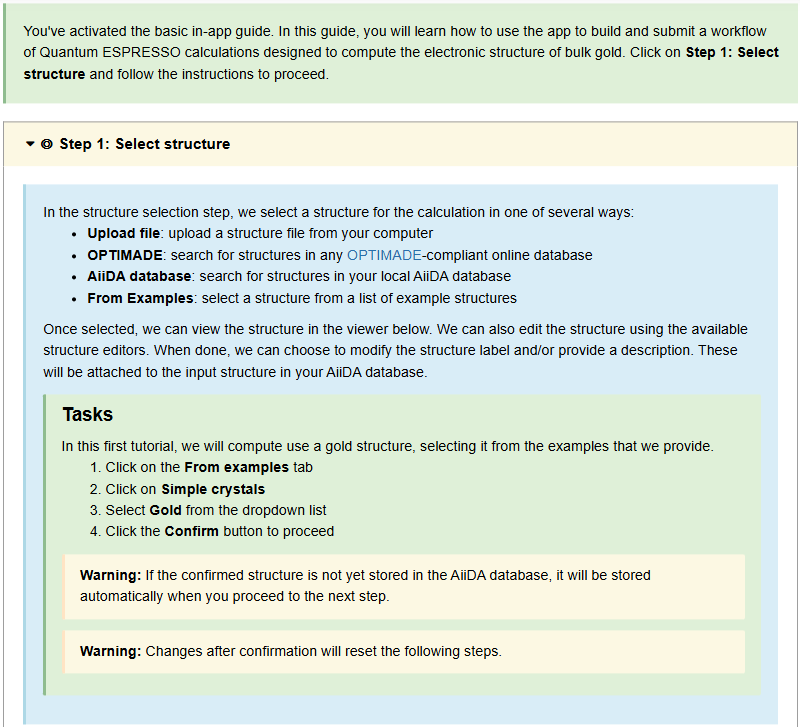 You've activated the basic in-app guide. In this guide, you will learn how to use the app to build and submit a workflow
of Quantum ESPRESSO calculations designed to compute the electronic structure of bulk gold. Click on Step 1: Select
structure and follow the instructions to proceed.
Step 1: Select structure
In the structure selection step, we select a structure for the calculation in one of several ways:
• Upload file: upload a structure file from your computer
• OPTIMADE: search for structures in any OPTIMADE-compliant online database
• AiiDA database: search for structures in your local AiiDA database
• From Examples: select a structure from a list of example structures
Once selected, we can view the structure in the viewer below. We can also edit the structure using the available
structure editors. When done, we can choose to modify the structure label and/or provide a description. These
will be attached to the input structure in your AiiDA database.
Tasks
In this first tutorial, we will compute use a gold structure, selecting it from the examples that we provide.
1. Click on the From examples tab
2. Click on Simple crystals
3. Select Gold from the dropdown list
4. Click the Confirm button to proceed
Warning: If the confirmed structure is not yet stored in the AiiDA database, it will be stored
automatically when you proceed to the next step.
Warning: Changes after confirmation will reset the following steps.